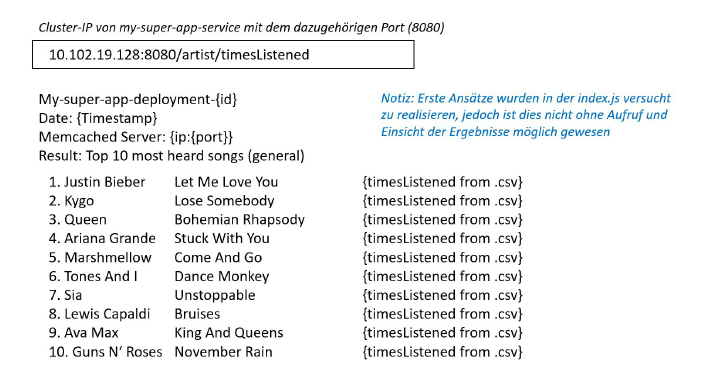 Cluster-IP von my-super-app-service mit dem dazugehörigen Port (8080)
10.102.19.128:8080/artist/timesListened
My-super-app-deployment-{id}
Date: {Timestamp}
Memcached Server: {ip:{port}}
Result: Top 10 most heard songs (general)
Notiz: Erste Ansätze wurden in der index.js versucht
zu realisieren, jedoch ist dies nicht ohne Aufruf und
Einsicht der Ergebnisse möglich gewesen
1. Justin Bieber Let Me Love You {timesListened from .csv}
2. Kygo Lose Somebody {timesListened from .csv}
3. Queen Bohemian Rhapsody {timesListened from .csv}
4. Ariana Grande Stuck With You {timesListened from .csv}
5. Marshmellow Come And Go {timesListened from .csv}
6. Tones And I Dance Monkey {timesListened from .csv}
7. Sia Unstoppable {timesListened from .csv}
8. Lewis Capaldi Bruises {timesListened from .csv}
9. Ava Max King And Queens {timesListened from .csv}
10. Guns N‘ Roses November Rain {timesListened from .csv}